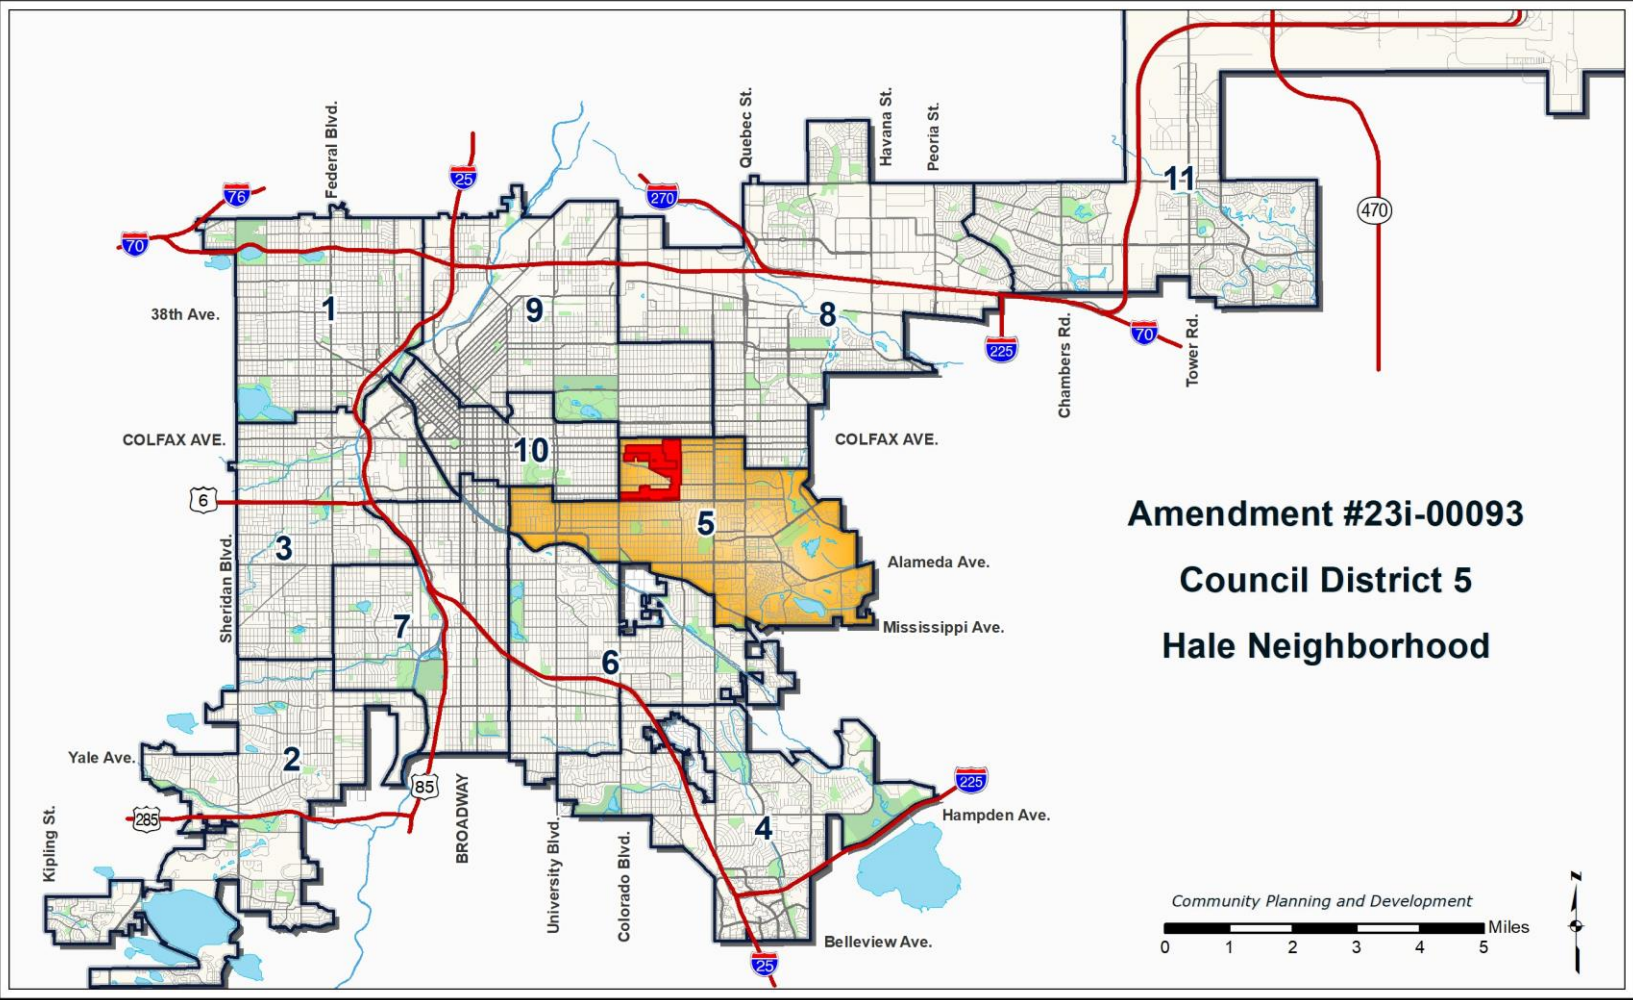 Federal Blvd.
Quebec St.
Havana St.
Peoria St.
76
25
270
11
470
70
38th Ave.
1
9
8
225
Chambers Rd.
70
Tower Rd.
COLFAX AVE.
10
COLFAX AVE.
6
5
Amendment #23i-00093
Council District 5
Hale Neighborhood
Sheridan Blvd.
3
Alameda Ave.
7
Mississippi Ave.
6
Yale Ave.
2
85
225
285
Kipling St.
BROADWAY
University Blvd.
Colorado Blvd.
4
Hampden Ave.
Belleview Ave.
25
Community Planning and Development
Miles
0 1 2 3 4 5
Z